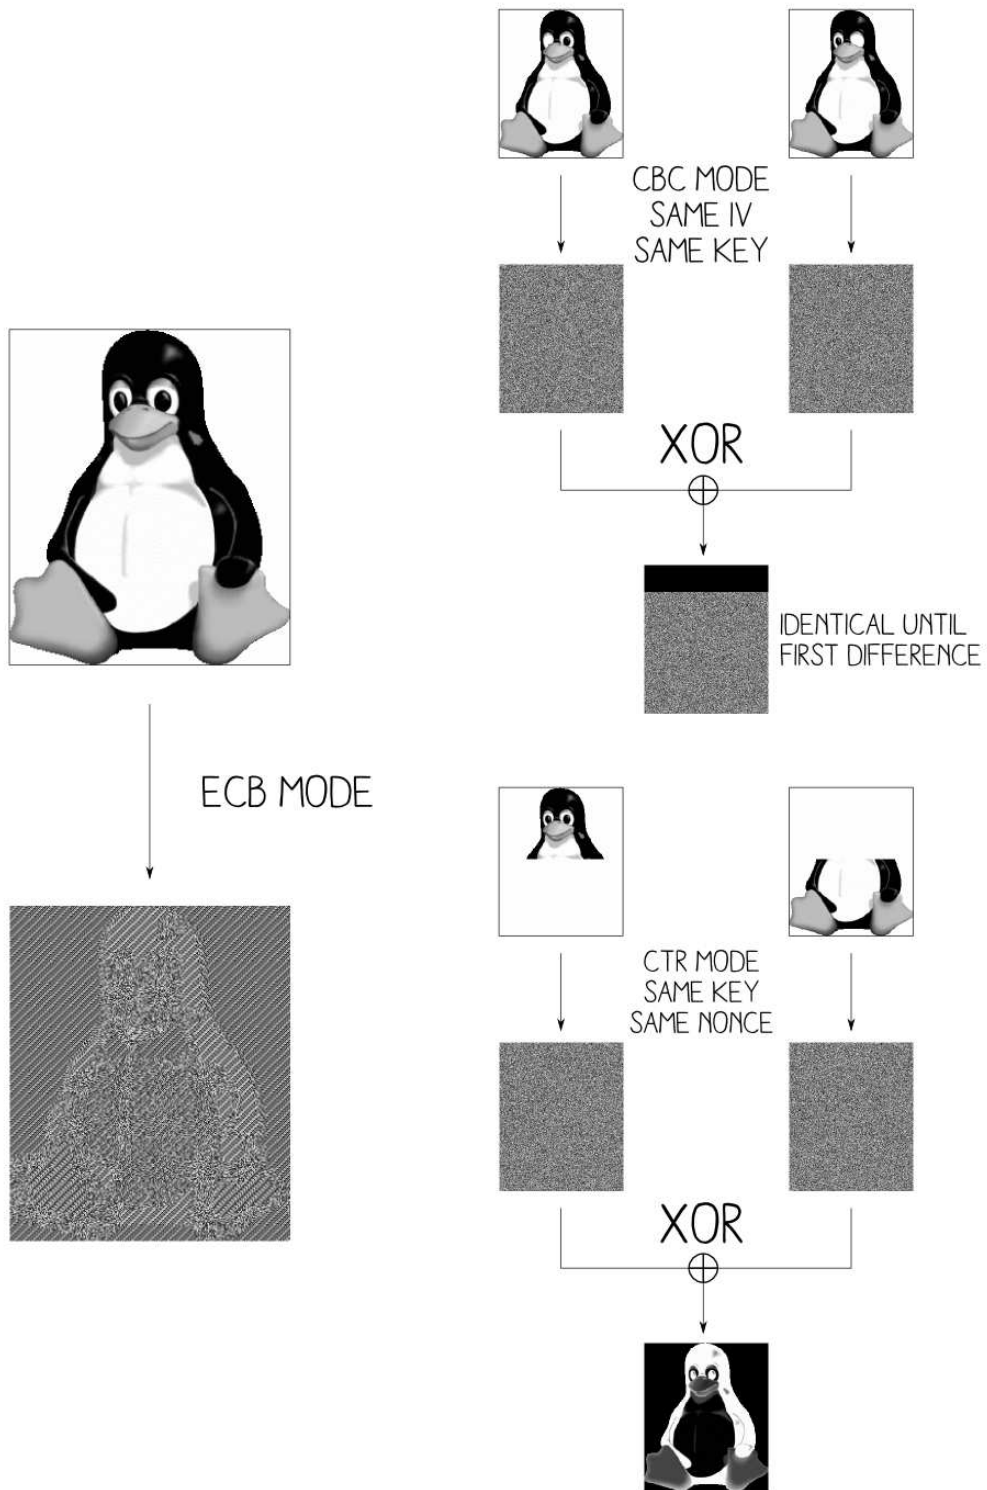 CBC MODE
SAME IV
SAME KEY
XOR
IDENTICAL UNTIL
FIRST DIFFERENCE
ECB MODE
CTR MODE
SAME KEY
SAME NONCE
XOR